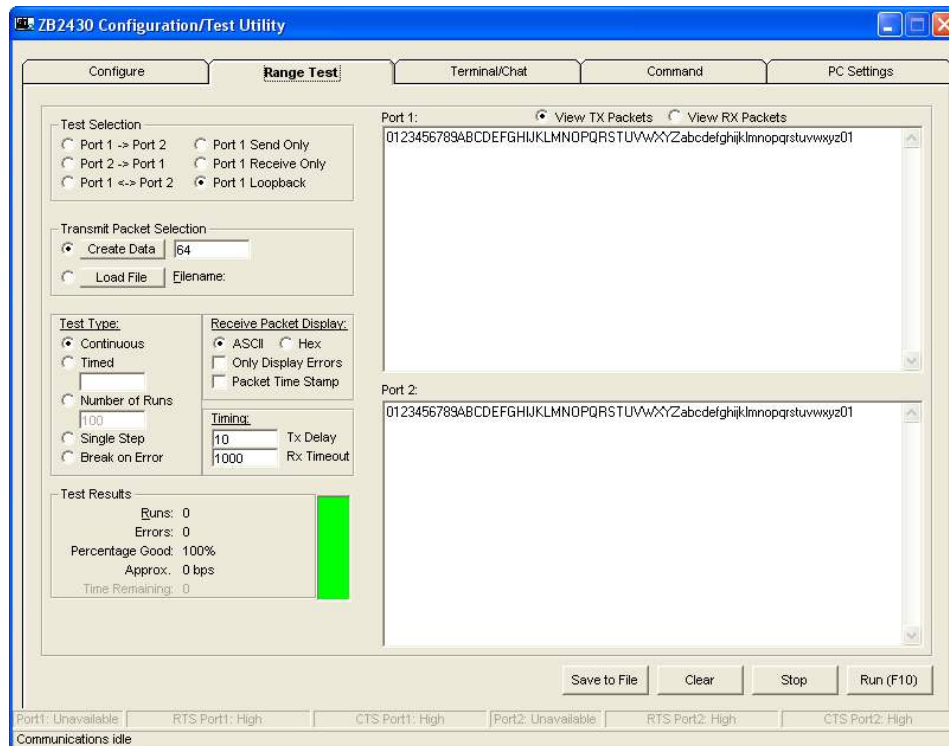 ZB2430 Configuration/Test Utility
Configure
Range Test
Terminal/Chat
Command
PC Settings
Test Selection
Port 1 -> Port 2
Port 1 Send Only
Port 2 -> Port 1
Port 1 Receive Only
Port 1 <-> Port 2
Port 1 Loopback
Transmit Packet Selection
Create Data
64
Load File
Filename:
Test Type:
Continuous
Timed
Number of Runs
100
Single Step
Break on Error
Receive Packet Display:
ASCII
Hex
Only Display Errors
Packet Time Stamp
Timing:
10
Tx Delay
1000
Rx Timeout
Test Results
Runs: 0
Errors: 0
Percentage Good: 100%
Approx. 0 bps
Time Remaining: 0
Port 1:
View TX Packets
View RX Packets
0123456789ABCDEFGHIJKLMNOPQRSTUVwXYZabcdefghijklmnopqrstuvwxyz01
Port 2:
0123456789ABCDEFGHIJKLMNOPQRSTUVwXYZabcdefghijklmnopqrstuvwxyz01
Save to File
Clear
Stop
Run (F10)
Port1: Unavailable
RTS Port1: High
CTS Port1: High
Port2: Unavailable
RTS Port2: High
CTS Port2: High
Communications idle